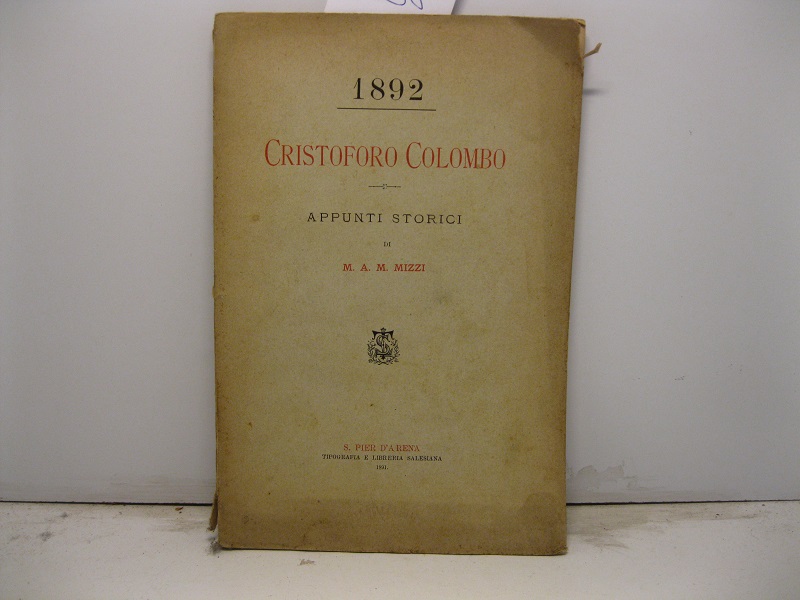 1892
CRISTOFORO COLOMBO
APPUNTI STORICI
DI
M. A. M. MIZZI
S. PIER D'ARENA
TIPOGRAFIA E LIBRERIA SALESIANA
1891.